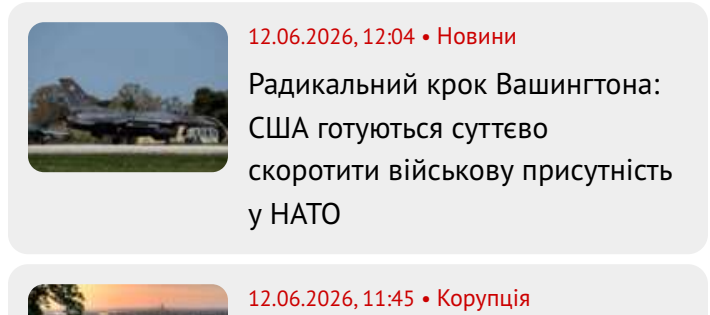 12.06.2026, 12:04 • Новини
Радикальний крок Вашингтона:
США готуються суттєво
скоротити військову присутність
у НАТО
12.06.2026, 11:45 • Корупція